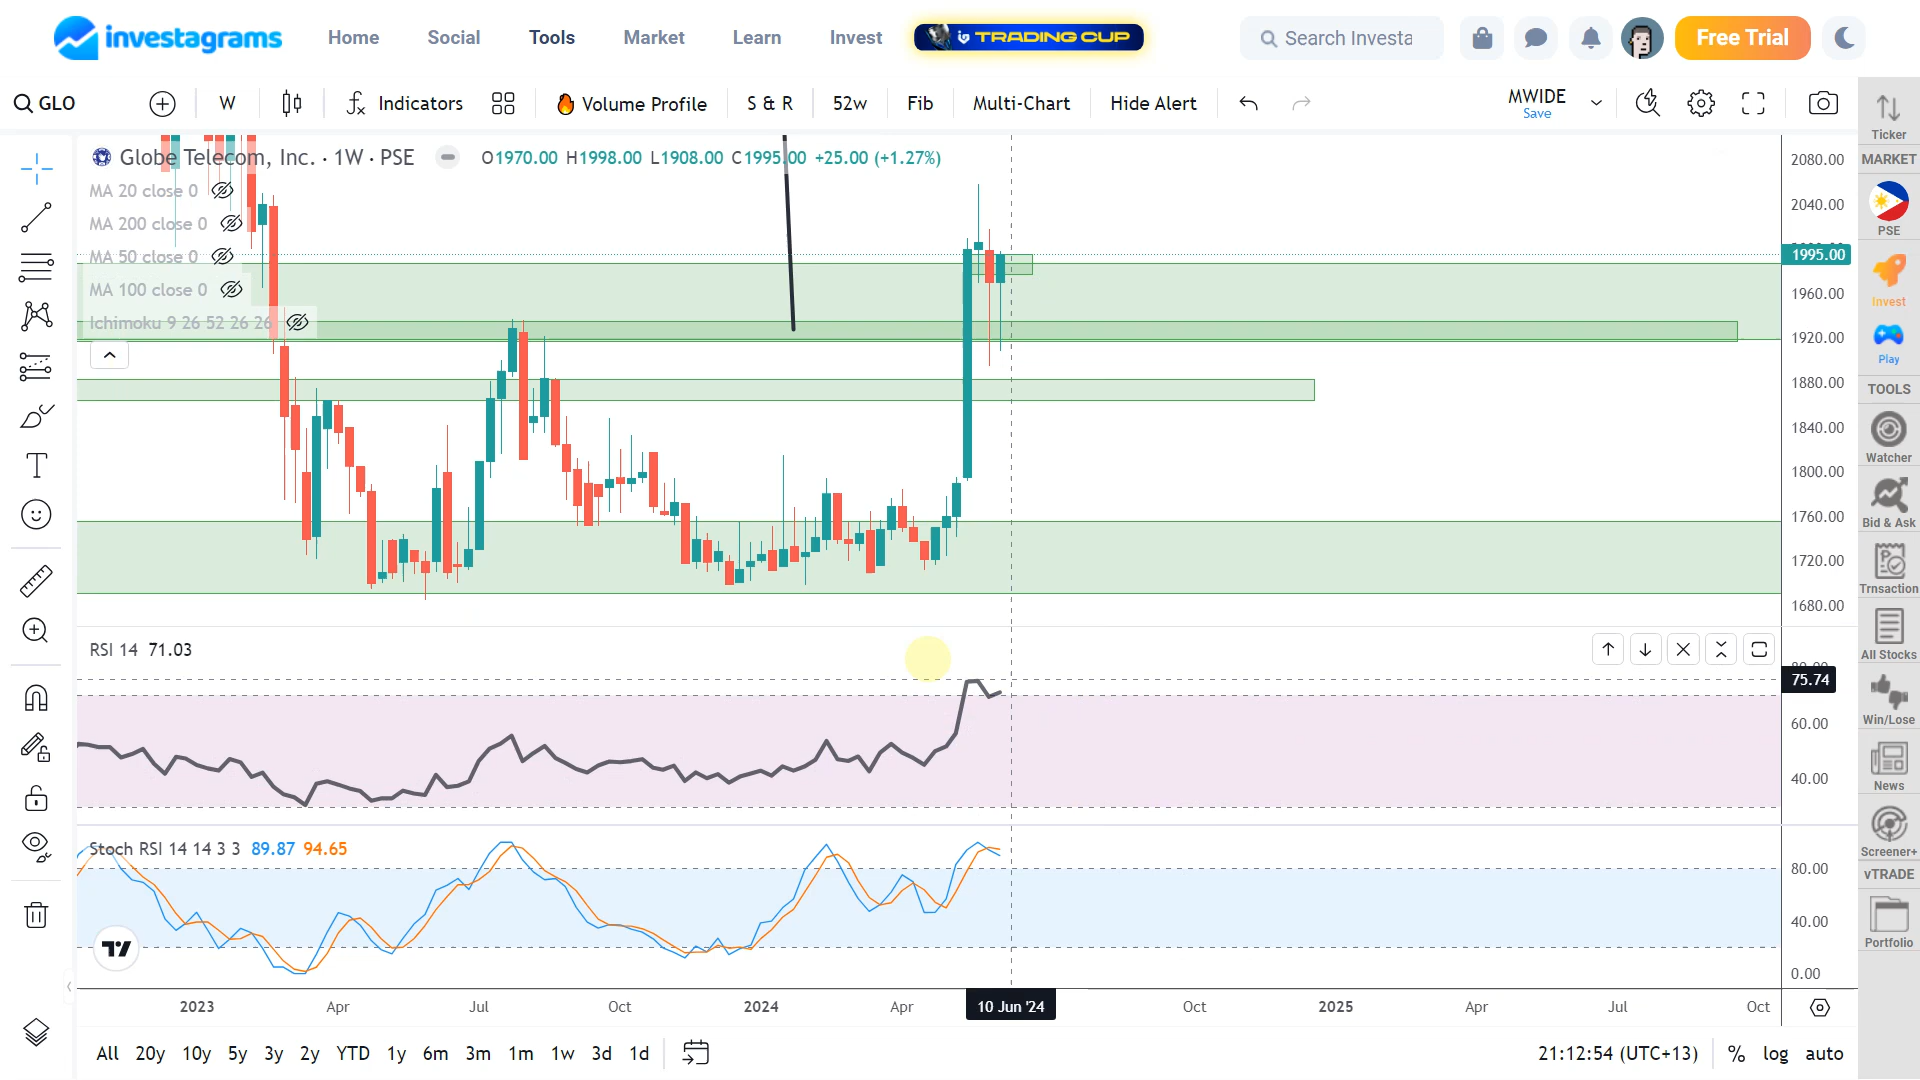 investagrams Home Social Tools Market Learn Invest TRADING CUP Search Investa Free Trial
GLO W Indicators Volume Profile S & R 52w Fib Multi-Chart Hide Alert MWIDE Save
Globe Telecom, Inc. · 1W · PSE O1970.00 H1998.00 L1908.00 C1995.00 +25.00 (+1.27%)
MA 20 close 0
MA 200 close 0
MA 50 close 0
MA 100 close 0
Ichimoku 9 26 52 26 26
2080.00
2040.00
1995.00
1960.00
1920.00
1880.00
1840.00
1800.00
1760.00
1720.00
1680.00
RSI 14 71.03
75.74
60.00
40.00
Stoch RSI 14 14 3 3 89.87 94.65
80.00
40.00
0.00
2023 Apr Jul Oct 2024 Apr 10 Jun '24 Oct 2025 Apr Jul Oct
All 20y 10y 5y 3y 2y YTD 1y 6m 3m 1m 1w 3d 1d 21:12:54 (UTC+13) % log auto
Ticker
MARKET
PSE
Invest
Play
TOOLS
Watcher
Bid & Ask
Trnsaction
All Stocks
Win/Lose
News
Screener+
vTRADE
Portfolio